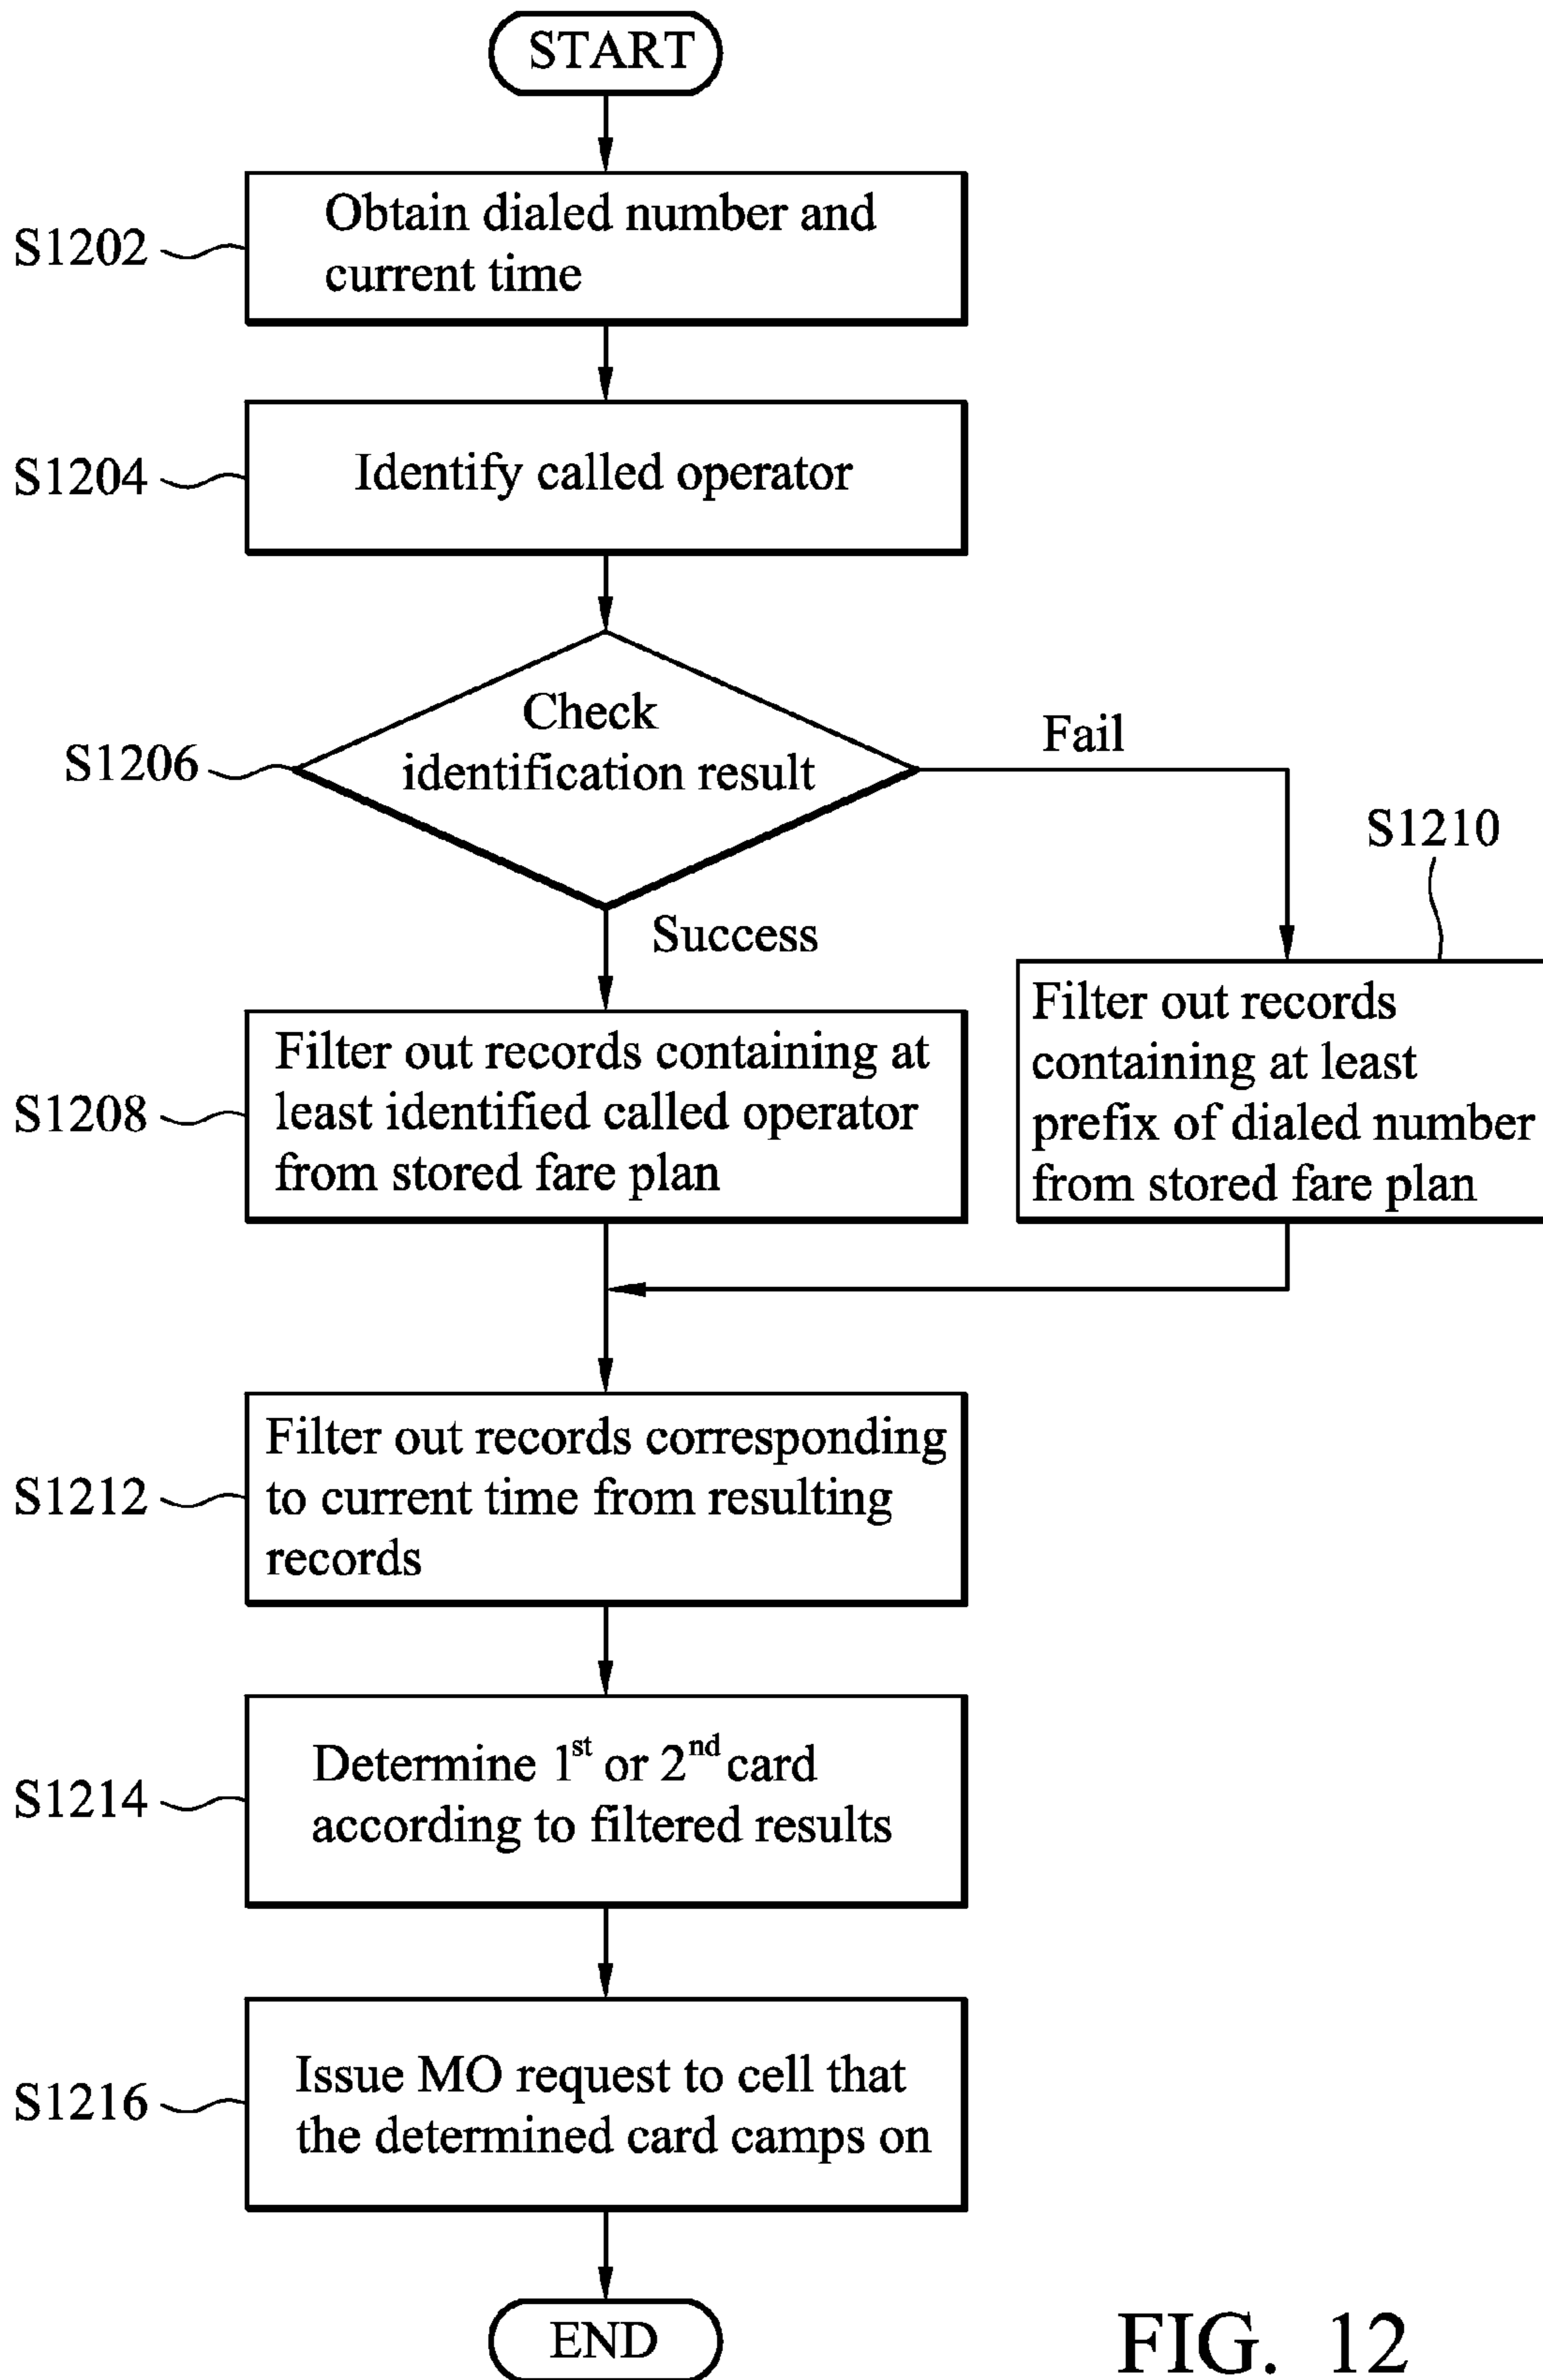 START
S1202
Obtain dialed number and
current time
S1204
Identify called operator
S1206
Check
identification result
Fail
Success
S1210
Filter out records
containing at least
prefix of dialed number
from stored fare plan
S1208
Filter out records containing at
least identified called operator
from stored fare plan
S1212
Filter out records corresponding
to current time from resulting
records
S1214
Determine 1st or 2nd card
according to filtered results
S1216
Issue MO request to cell that
the determined card camps on
END
FIG. 12